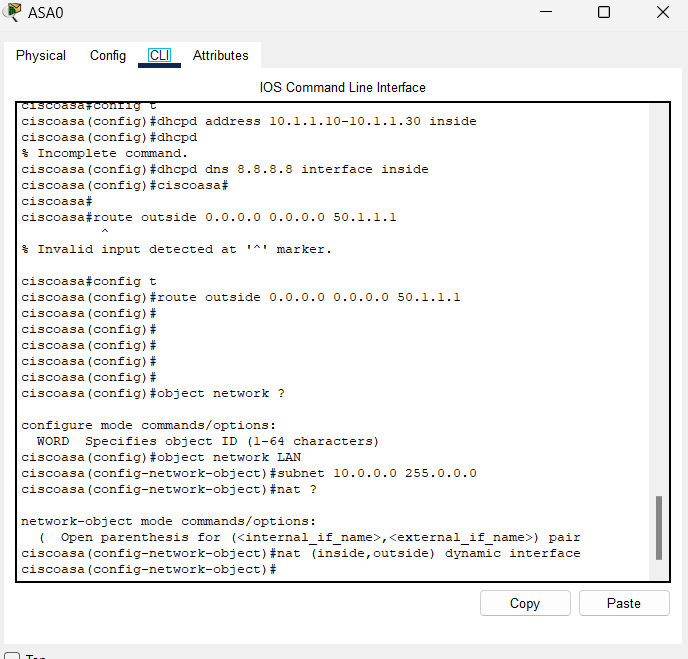 ASA0
Physical Config CLI Attributes
IOS Command Line Interface
ciscoasa#config t
ciscoasa(config)#dhcpd address 10.1.1.10-10.1.1.30 inside
ciscoasa(config)#dhcpd
% Incomplete command.
ciscoasa(config)#dhcpd dns 8.8.8.8 interface inside
ciscoasa(config)#ciscoasa#
ciscoasa#
ciscoasa#route outside 0.0.0.0 0.0.0.0 50.1.1.1
^
% Invalid input detected at '^' marker.
ciscoasa#config t
ciscoasa(config)#route outside 0.0.0.0 0.0.0.0 50.1.1.1
ciscoasa(config)#
ciscoasa(config)#
ciscoasa(config)#
ciscoasa(config)#
ciscoasa(config)#
ciscoasa(config)#object network ?
configure mode commands/options:
WORD Specifies object ID (1-64 characters)
ciscoasa(config)#object network LAN
ciscoasa(config-network-object)#subnet 10.0.0.0 255.0.0.0
ciscoasa(config-network-object)#nat ?
network-object mode commands/options:
( Open parenthesis for (<internal_if_name>,<external_if_name>) pair
ciscoasa(config-network-object)#nat (inside,outside) dynamic interface
ciscoasa(config-network-object)#
Copy Paste